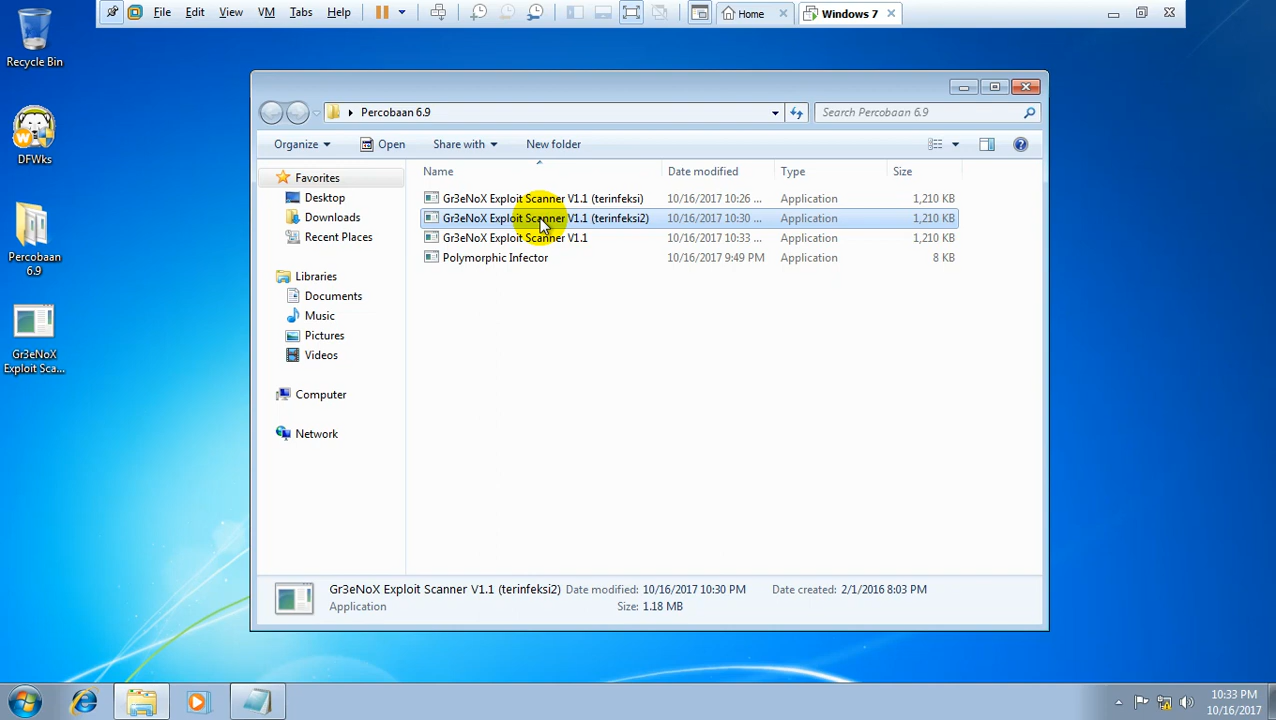 File Edit View VM Tabs Help Home Windows 7
Recycle Bin
DFWks
Percobaan
6.9
Gr3eNoX
Exploit Sca...
Percobaan 6.9
Search Percobaan 6.9
Organize Open Share with New folder
Favorites
Desktop
Downloads
Recent Places
Libraries
Documents
Music
Pictures
Videos
Computer
Network
Name Date modified Type Size
Gr3eNoX Exploit Scanner V1.1 (terinfeksi) 10/16/2017 10:26 ... Application 1,210 KB
Gr3eNoX Exploit Scanner V1.1 (terinfeksi2) 10/16/2017 10:30 ... Application 1,210 KB
Gr3eNoX Exploit Scanner V1.1 10/16/2017 10:33 ... Application 1,210 KB
Polymorphic Infector 10/16/2017 9:49 PM Application 8 KB
Gr3eNoX Exploit Scanner V1.1 (terinfeksi2) Date modified: 10/16/2017 10:30 PM Date created: 2/1/2016 8:03 PM
Application Size: 1.18 MB
10:33 PM
10/16/2017